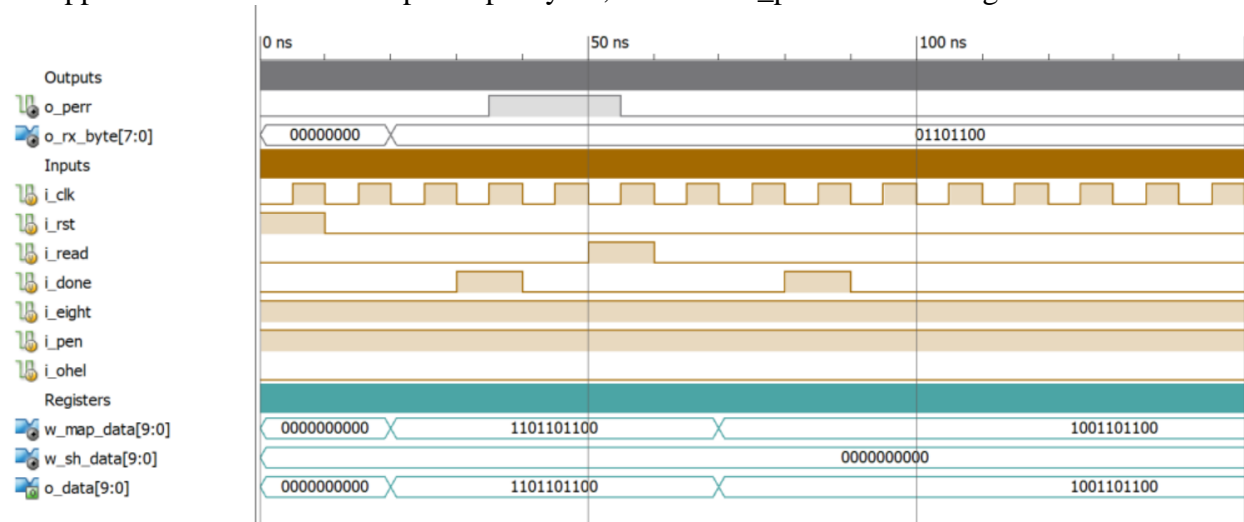 0 ns 50 ns 100 ns
Outputs
o_perr
o_rx_byte[7:0] 00000000 01101100
Inputs
i_clk
i_rst
i_read
i_done
i_eight
i_pen
i_ohel
Registers
w_map_data[9:0] 0000000000 1101101100 1001101100
w_sh_data[9:0] 0000000000
o_data[9:0] 0000000000 1101101100 1001101100